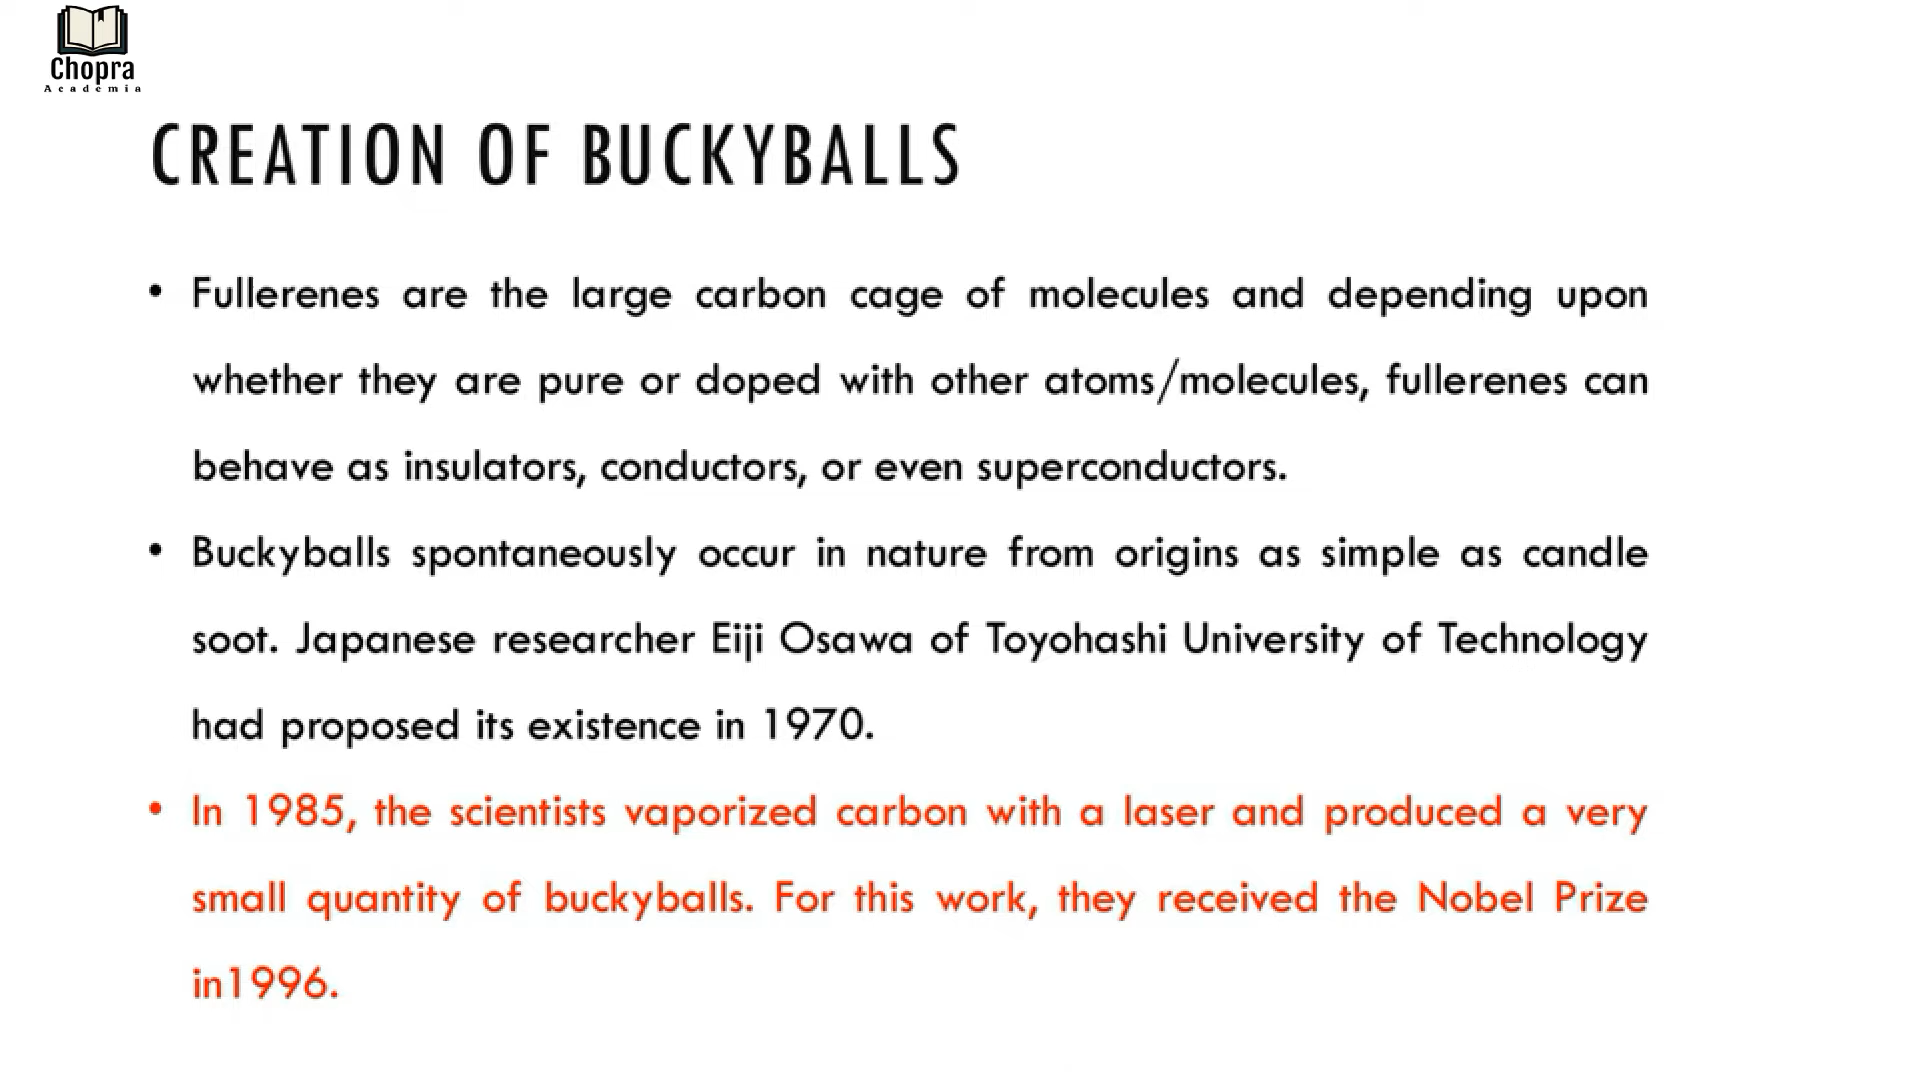 Chopra
Academia
CREATION OF BUCKYBALLS
• Fullerenes are the large carbon cage of molecules and depending upon
whether they are pure or doped with other atoms/molecules, fullerenes can
behave as insulators, conductors, or even superconductors.
• Buckyballs spontaneously occur in nature from origins as simple as candle
soot. Japanese researcher Eiji Osawa of Toyohashi University of Technology
had proposed its existence in 1970.
• In 1985, the scientists vaporized carbon with a laser and produced a very
small quantity of buckyballs. For this work, they received the Nobel Prize
in1996.